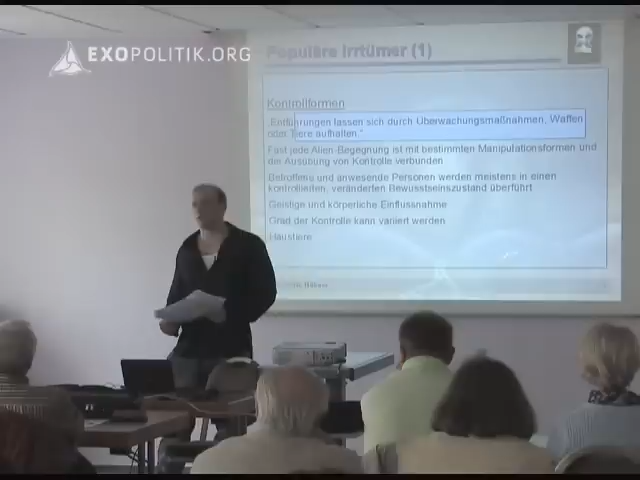 EXOPOLITIK.ORG
Populäre Irrtümer (1)
Kontrollformen
„Entführungen lassen sich durch Überwachungsmaßnahmen, Waffen
oder Tiere aufhalten."
Fast jede Alien-Begegnung ist mit bestimmten Manipulationsformen und
der Ausübung von Kontrolle verbunden
Betroffene und anwesende Personen werden meistens in einen
kontrollierten, veränderten Bewusstseinszustand überführt
Geistige und körperliche Einflussnahme
Grad der Kontrolle kann variiert werden
Haustiere